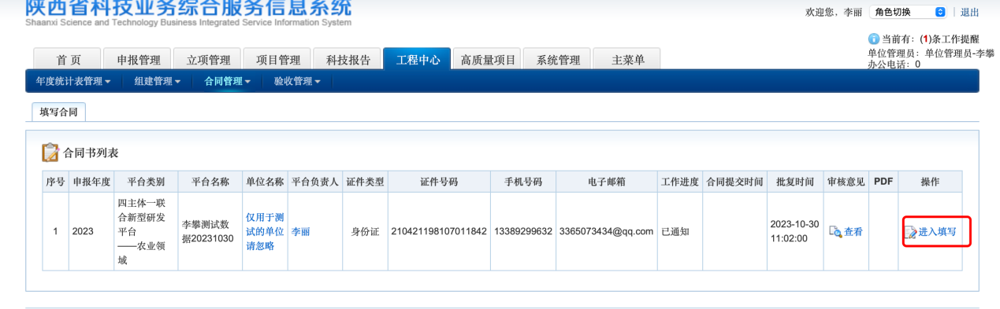 陕西省科技业务综合服务信息系统
Shaanxi Science and Technology Business Integrated Service Information System
欢迎您，李丽 角色切换 退出
当前有：(1)条工作提醒
单位管理员：单位管理员-李攀
办公电话：0
首 页 申报管理 立项管理 项目管理 科技报告 工程中心 高质量项目 系统管理 主菜单
年度统计表管理 组建管理 合同管理 验收管理
填写合同
合同书列表
序号 申报年度 平台类别 平台名称 单位名称 平台负责人 证件类型 证件号码 手机号码 电子邮箱 工作进度 合同提交时间 批复时间 审核意见 PDF 操作
1 2023
四主体一联
合新型研发
平台
——农业领
域
李攀测试数
据20231030
仅用于测
试的单位
请忽略
李丽 身份证 210421198107011842 13389299632 3365073434@qq.com 已通知
2023-10-30
11:02:00
查看 进入填写